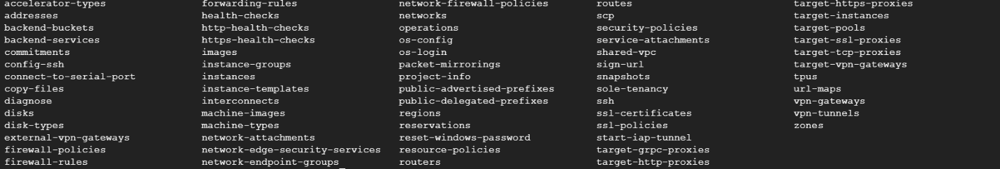 accelerator-types forwarding-rules network-firewall-policies routes target-https-proxies
addresses health-checks networks scp target-instances
backend-buckets http-health-checks operations security-policies target-pools
backend-services https-health-checks os-config service-attachments target-ssl-proxies
commitments images os-login shared-vpc target-tcp-proxies
config-ssh instance-groups packet-mirrorings sign-url target-vpn-gateways
connect-to-serial-port instances project-info snapshots tpus
copy-files instance-templates public-advertised-prefixes sole-tenancy url-maps
diagnose interconnects public-delegated-prefixes ssh vpn-gateways
disks machine-images regions ssl-certificates vpn-tunnels
disk-types machine-types reservations ssl-policies zones
external-vpn-gateways network-attachments reset-windows-password start-iap-tunnel
firewall-policies network-edge-security-services resource-policies target-grpc-proxies
firewall-rules network-endpoint-groups routers target-http-proxies